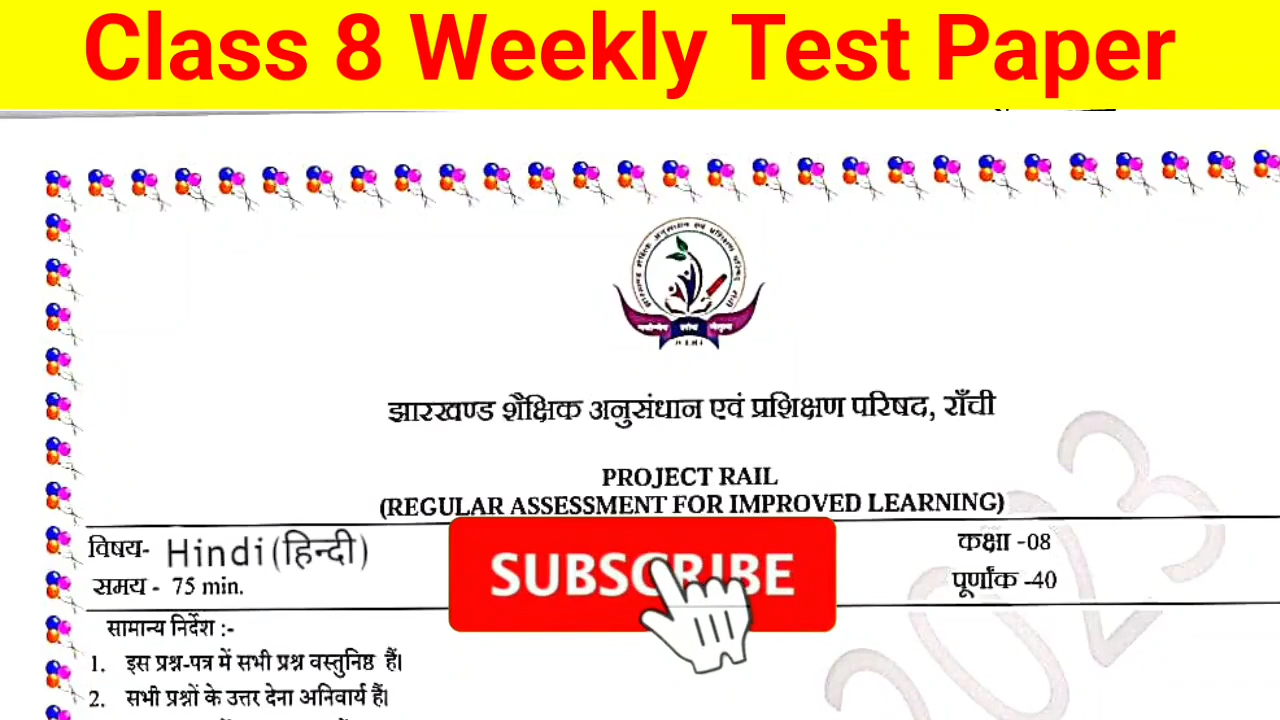 Class 8 Weekly Test Paper
झारखण्ड शैक्षिक अनुसंधान एवं प्रशिक्षण परिषद, राँची
PROJECT RAIL
(REGULAR ASSESSMENT FOR IMPROVED LEARNING)
विषय- Hindi (हिन्दी)
कक्षा -08
समय - 75 min.
पूर्णांक -40
SUBSCRIBE
सामान्य निर्देश :-
1. इस प्रश्न-पत्र में सभी प्रश्न वस्तुनिष्ठ हैं।
2. सभी प्रश्नों के उत्तर देना अनिवार्य हैं।
2023